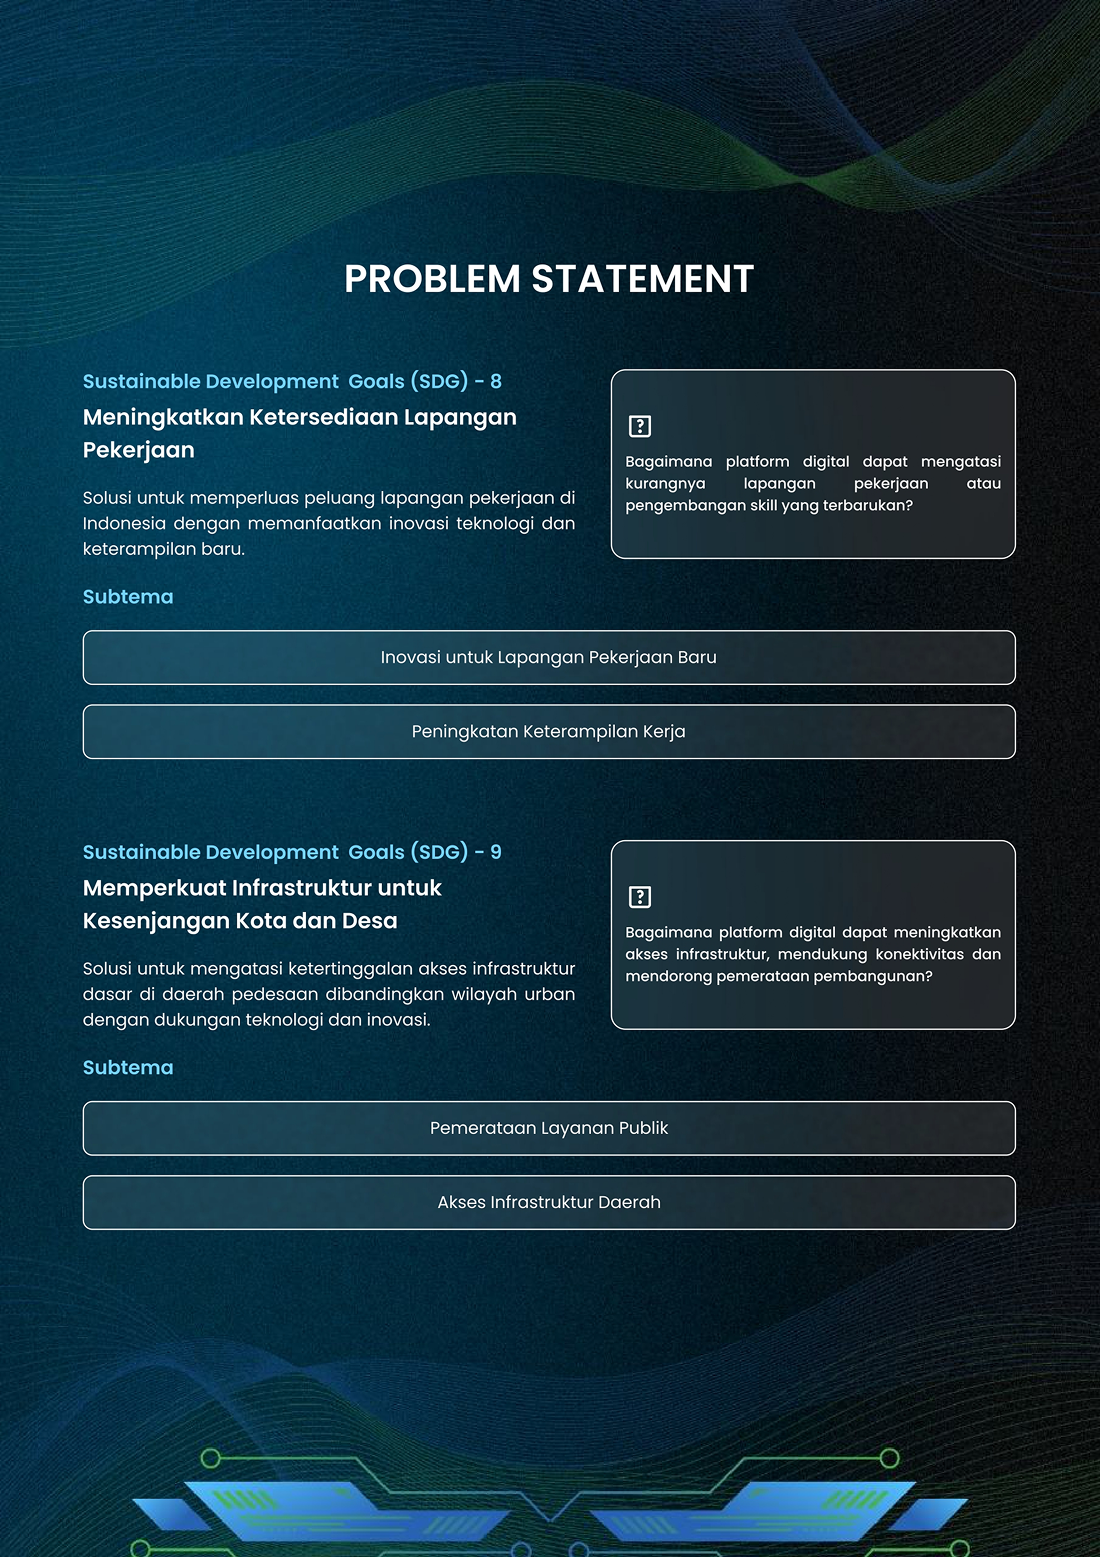 PROBLEM STATEMENT
Sustainable Development Goals (SDG) - 8
Meningkatkan Ketersediaan Lapangan
Pekerjaan
Solusi untuk memperluas peluang lapangan pekerjaan di
Indonesia dengan memanfaatkan inovasi teknologi dan
keterampilan baru.
Bagaimana platform digital dapat mengatasi
kurangnya lapangan pekerjaan atau
pengembangan skill yang terbarukan?
Subtema
Inovasi untuk Lapangan Pekerjaan Baru
Peningkatan Keterampilan Kerja
Sustainable Development Goals (SDG) - 9
Memperkuat Infrastruktur untuk
Kesenjangan Kota dan Desa
Solusi untuk mengatasi ketertinggalan akses infrastruktur
dasar di daerah pedesaan dibandingkan wilayah urban
dengan dukungan teknologi dan inovasi.
Bagaimana platform digital dapat meningkatkan
akses infrastruktur, mendukung konektivitas dan
mendorong pemerataan pembangunan?
Subtema
Pemerataan Layanan Publik
Akses Infrastruktur Daerah